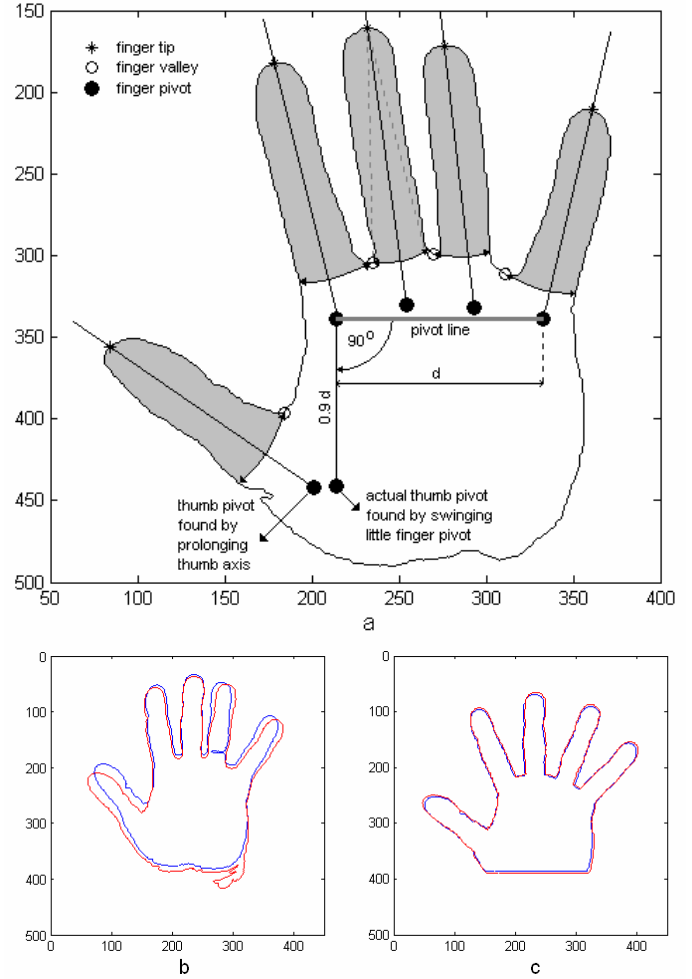 150
200
250
300
350
400
450
500
50
100
150
200
250
300
350
400
finger tip
finger valley
finger pivot
pivot line
90°
d
0.9 d
thumb pivot
found by
prolonging
thumb axis
actual thumb pivot
found by swinging
little finger pivot
a
0
100
200
300
400
500
0
100
200
300
400
b
0
100
200
300
400
500
0
100
200
300
400
c